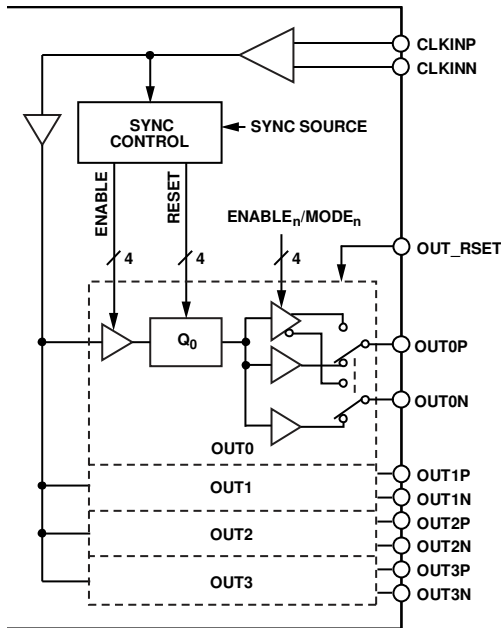 CLKINP
CLKINN
SYNC
CONTROL
SYNC SOURCE
ENABLE
RESET
ENABLEn/MODEn
4
4
4
OUT_RSET
Q0
OUT0P
OUT0N
OUT0
OUT1
OUT1P
OUT1N
OUT2
OUT2P
OUT2N
OUT3
OUT3P
OUT3N